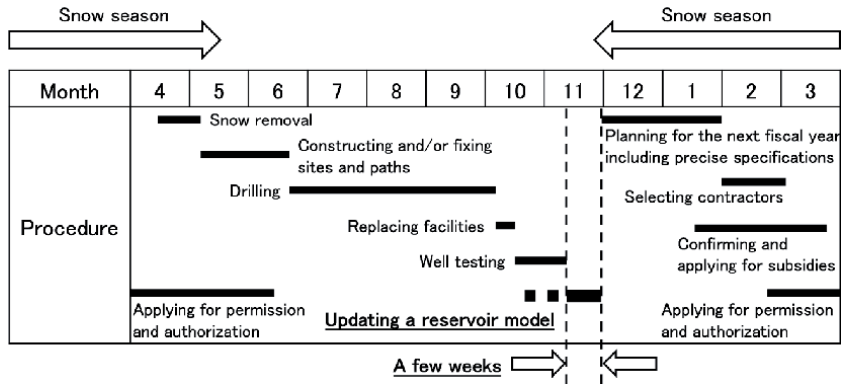 Snow season
Snow season
Month 4 5 6 7 8 9 10 11 12 1 2 3
Procedure
Snow removal
Constructing and/or fixing
sites and paths
Drilling
Replacing facilities
Well testing
Applying for permission
and authorization
Updating a reservoir model
Planning for the next fiscal year
including precise specifications
Selecting contractors
Confirming and
applying for subsidies
Applying for permission
and authorization
A few weeks